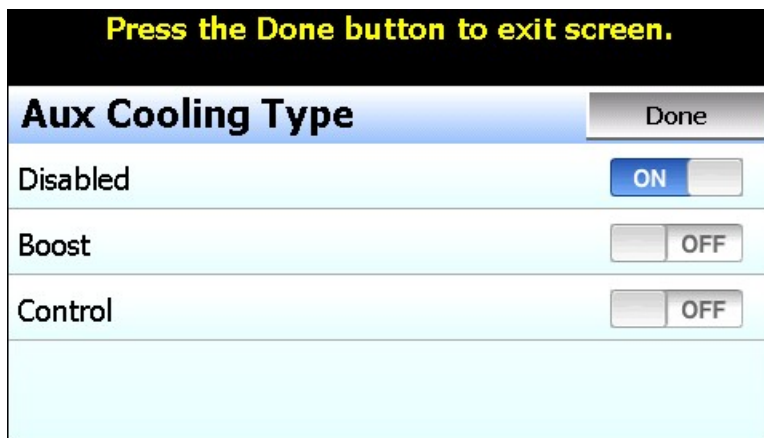 Press the Done button to exit screen.
Aux Cooling Type Done
Disabled ON
Boost OFF
Control OFF